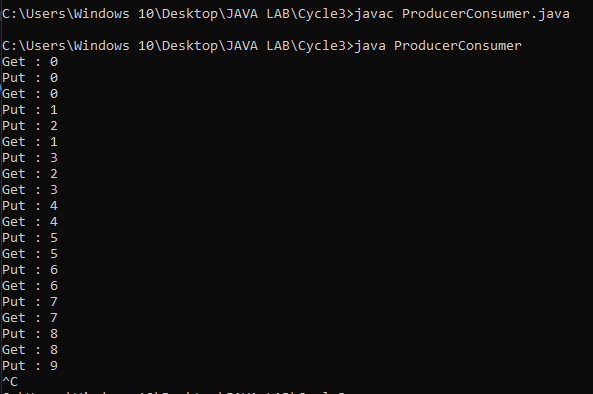 C:\Users\Windows 10\Desktop\JAVA LAB\Cycle3>javac ProducerConsumer.java
C:\Users\Windows 10\Desktop\JAVA LAB\Cycle3>java ProducerConsumer
Get : 0
Put : 0
Get : 0
Put : 1
Put : 2
Get : 1
Put : 3
Get : 2
Get : 3
Put : 4
Get : 4
Put : 5
Get : 5
Put : 6
Get : 6
Put : 7
Get : 7
Put : 8
Get : 8
Put : 9
^C